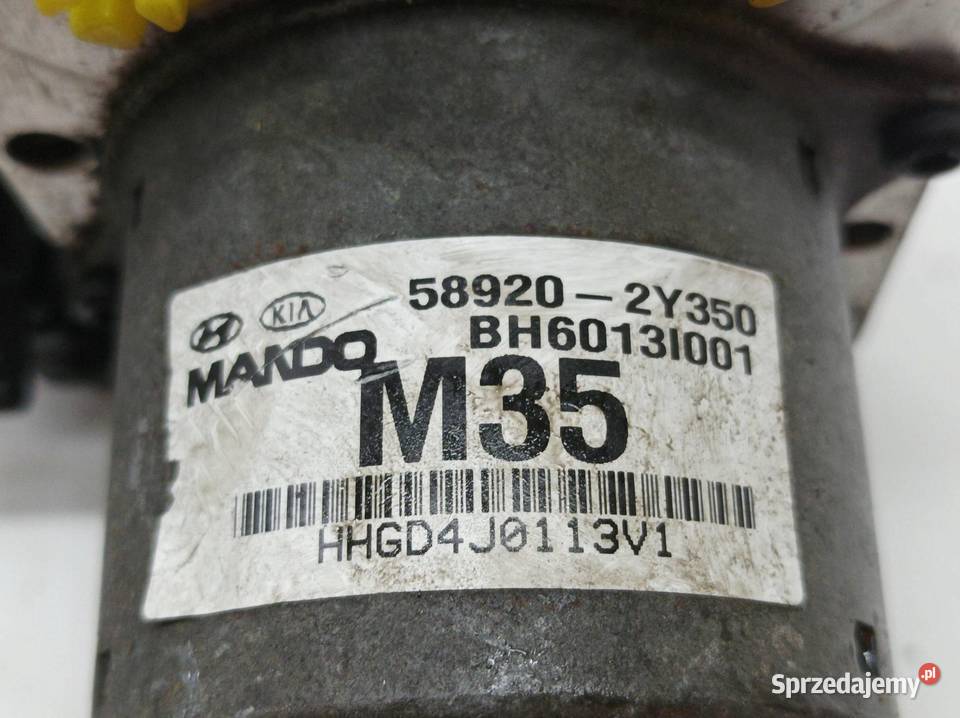 KIA
58920-2Y350
MANDO
BH6013I001
M35
HHGD4J0113V1
Sprzedajemy.pl